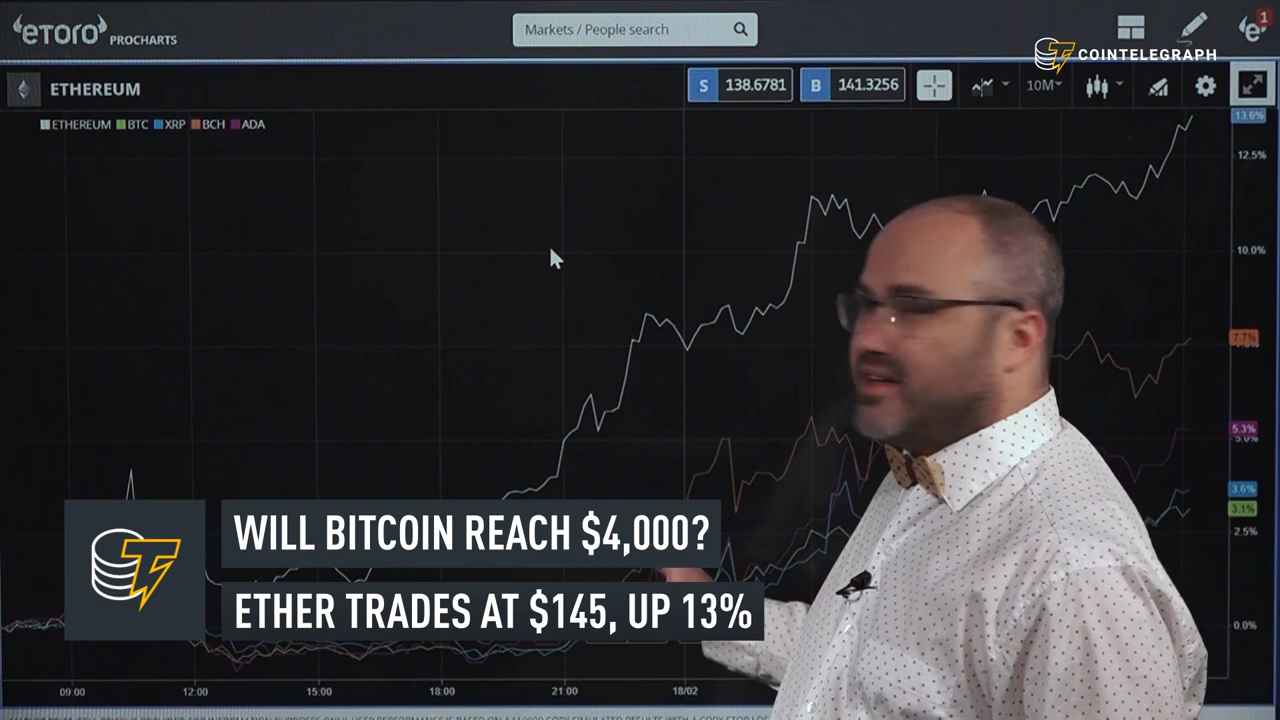 eToro PROCHARTS
Markets / People search
1
COINTELEGRAPH
ETHEREUM
S 138.6781
B 141.3256
10M
ETHEREUM BTC XRP BCH ADA
13.6%
12.5%
10.0%
7.7%
5.3%
5.0%
3.6%
3.1%
2.5%
0.0%
WILL BITCOIN REACH $4,000?
ETHER TRADES AT $145, UP 13%
09:00 12:00 15:00 18:00 21:00 18/02